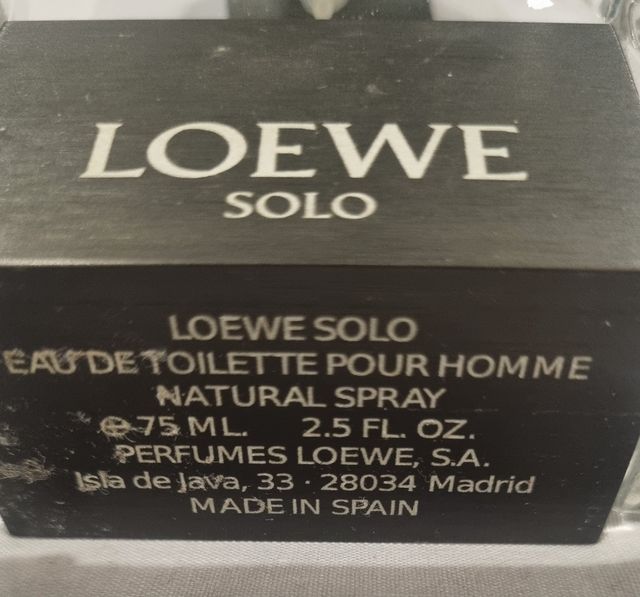 LOEWE
SOLO
LOEWE SOLO
EAU DE TOILETTE POUR HOMME
NATURAL SPRAY
℮ 75 ML. 2.5 FL. OZ.
PERFUMES LOEWE, S.A.
Isla de Java, 33 · 28034 Madrid
MADE IN SPAIN